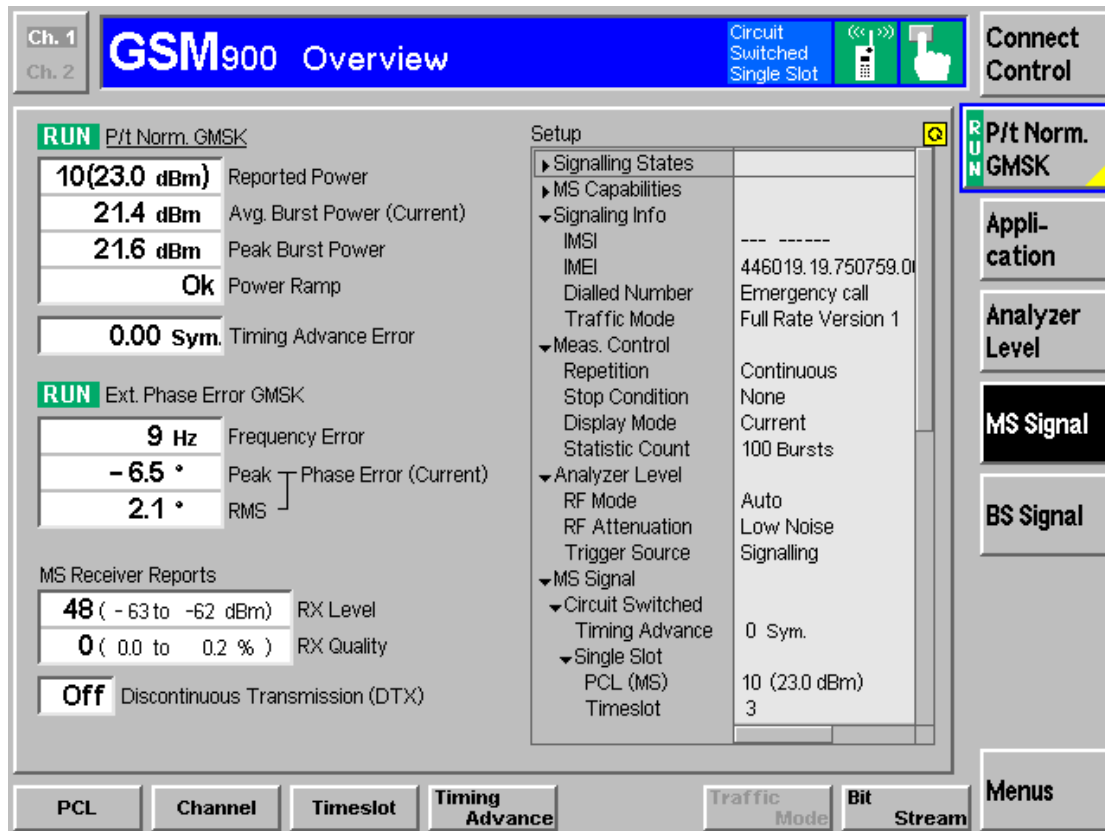 Ch. 1
Ch. 2
GSM900 Overview
Circuit
Switched
Single Slot
Connect
Control
RUN P/t Norm. GMSK
10(23.0 dBm) Reported Power
21.4 dBm Avg. Burst Power (Current)
21.6 dBm Peak Burst Power
Ok Power Ramp
0.00 Sym. Timing Advance Error
RUN Ext. Phase Error GMSK
9 Hz Frequency Error
-6.5 ° Peak Phase Error (Current)
2.1 ° RMS
MS Receiver Reports
48 ( -63 to -62 dBm) RX Level
0 ( 0.0 to 0.2 % ) RX Quality
Off Discontinuous Transmission (DTX)
Setup
Signalling States
MS Capabilities
Signaling Info
IMSI --- ------
IMEI 446019.19.750759.0
Dialled Number Emergency call
Traffic Mode Full Rate Version 1
Meas. Control
Repetition Continuous
Stop Condition None
Display Mode Current
Statistic Count 100 Bursts
Analyzer Level
RF Mode Auto
RF Attenuation Low Noise
Trigger Source Signalling
MS Signal
Circuit Switched
Timing Advance 0 Sym.
Single Slot
PCL (MS) 10 (23.0 dBm)
Timeslot 3
RUN
P/t Norm.
GMSK
Appli-
cation
Analyzer
Level
MS Signal
BS Signal
Menus
PCL
Channel
Timeslot
Timing
Advance
Traffic
Mode
Bit
Stream